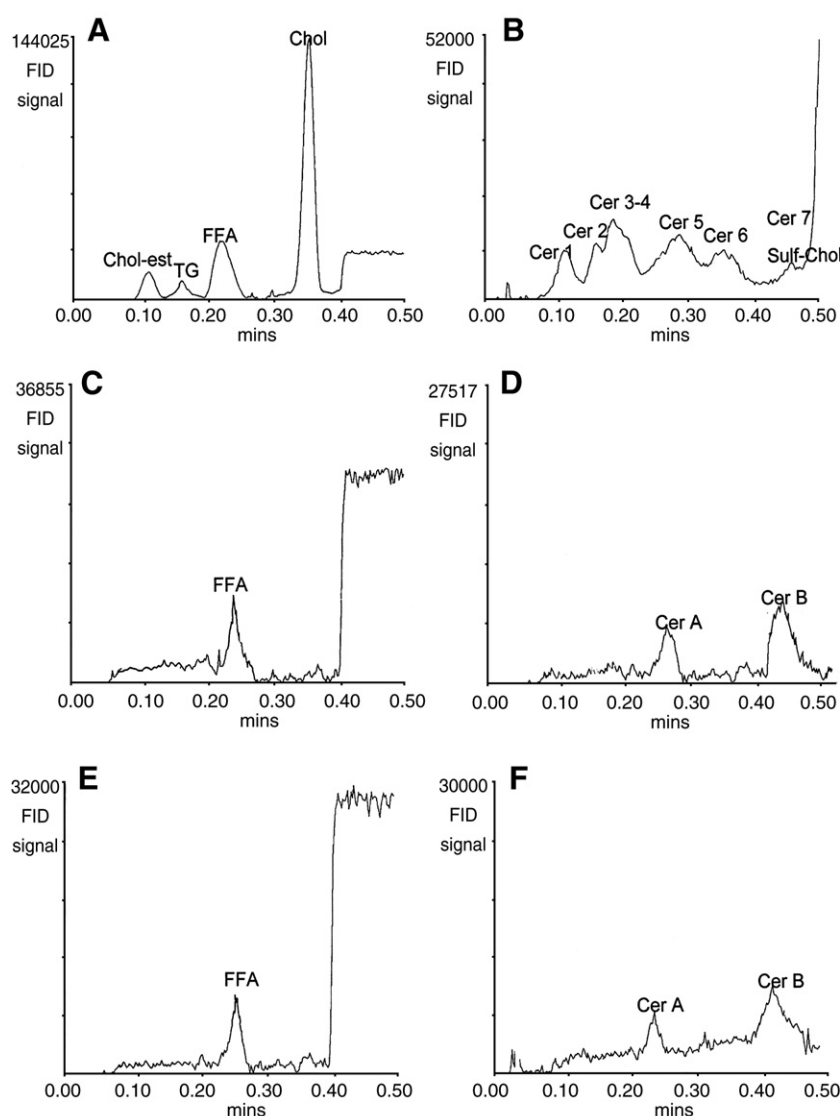 A
144025
FID
signal
Chol
Chol-est
TG
FFA
0.00 0.10 0.20 0.30 0.40 0.50
mins
B
52000
FID
signal
Cer 1
Cer 2
Cer 3-4
Cer 5
Cer 6
Cer 7
Sulf-Chol
0.00 0.10 0.20 0.30 0.40 0.50
mins
C
36855
FID
signal
FFA
0.00 0.10 0.20 0.30 0.40 0.50
mins
D
27517
FID
signal
Cer A
Cer B
0.00 0.10 0.20 0.30 0.40 0.50
mins
E
32000
FID
signal
FFA
0.00 0.10 0.20 0.30 0.40 0.50
mins
F
30000
FID
signal
Cer A
Cer B
0.00 0.10 0.20 0.30 0.40 0.50
mins